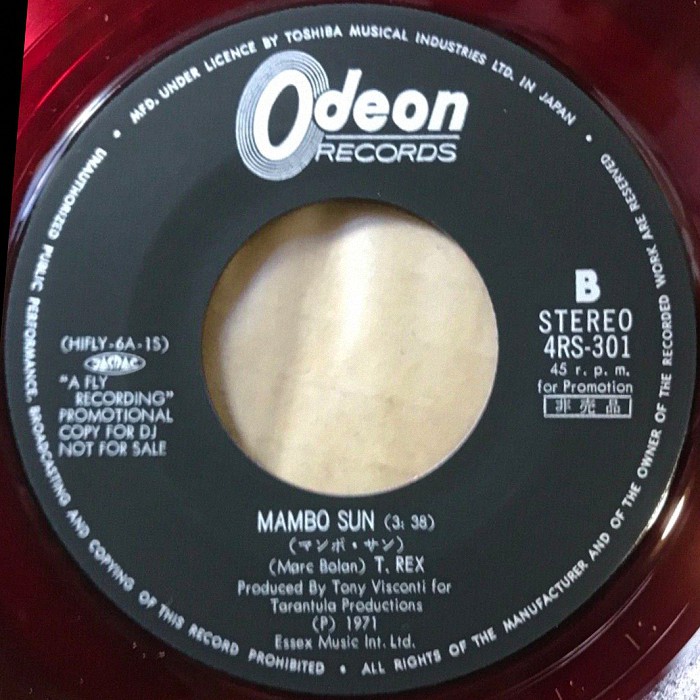 MFD. UNDER LICENCE BY TOSHIBA MUSICAL INDUSTRIES LTD. IN JAPAN
Odeon
RECORDS
B
STEREO
4RS-301
45 r. p. m.
for Promotion
非売品
(HIFLY-6A-1S)
JASRAC
"A FLY
RECORDING"
PROMOTIONAL
COPY FOR DJ
NOT FOR SALE
MAMBO SUN (3:38)
(マンボ・サン)
(Marc Bolan) T. REX
Produced By Tony Visconti for
Tarantula Productions
(P) 1971
Essex Music Int. Ltd.
UNAUTHORIZED PUBLIC PERFORMANCE, BROADCASTING AND COPYING OF THIS RECORD PROHIBITED • ALL RIGHTS OF THE MANUFACTURER AND OF THE OWNER OF THE RECORDED WORK ARE RESERVED